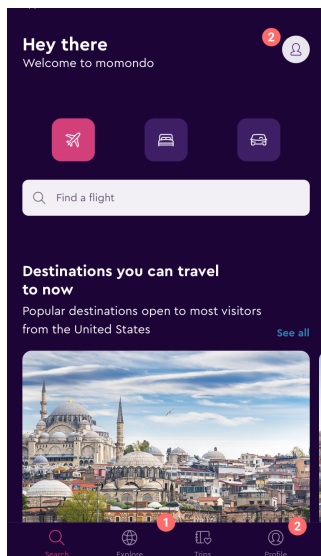 Hey there
2
Welcome to momondo
Find a flight
Destinations you can travel
to now
Popular destinations open to most visitors
from the United States
See all
1
2
Search
Explore
Trips
Profile